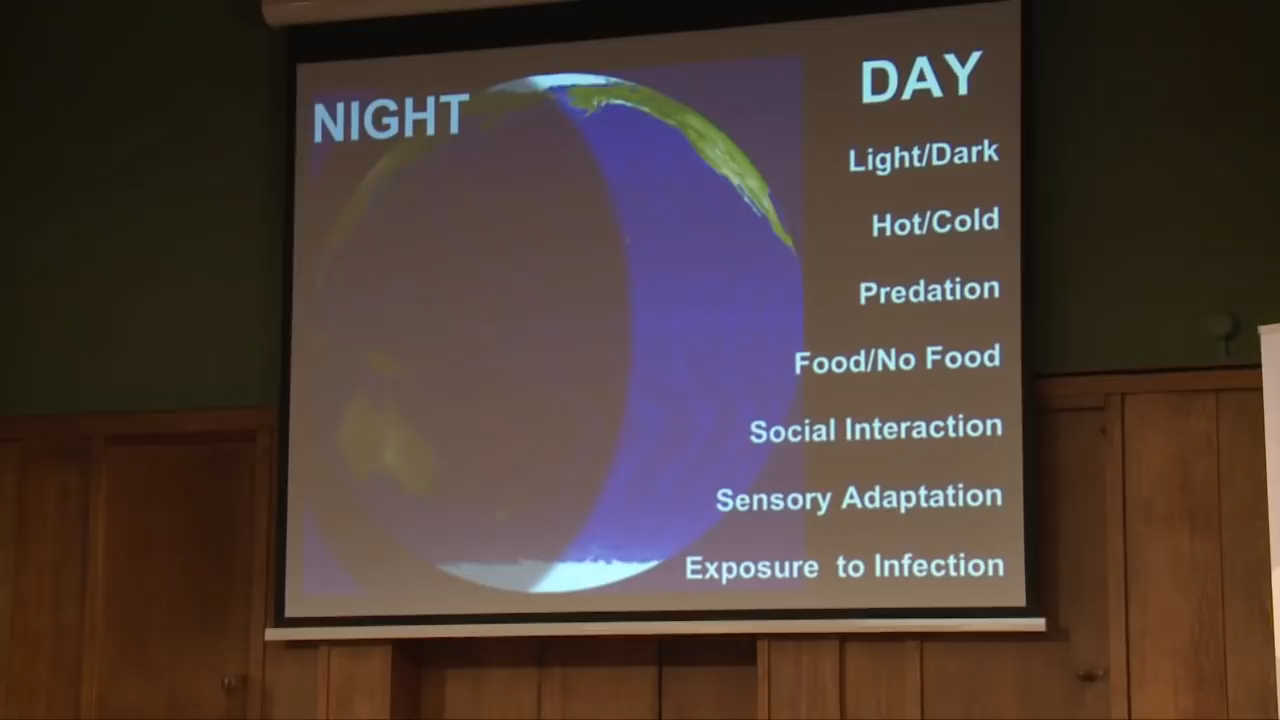 NIGHT
DAY
Light/Dark
Hot/Cold
Predation
Food/No Food
Social Interaction
Sensory Adaptation
Exposure to Infection